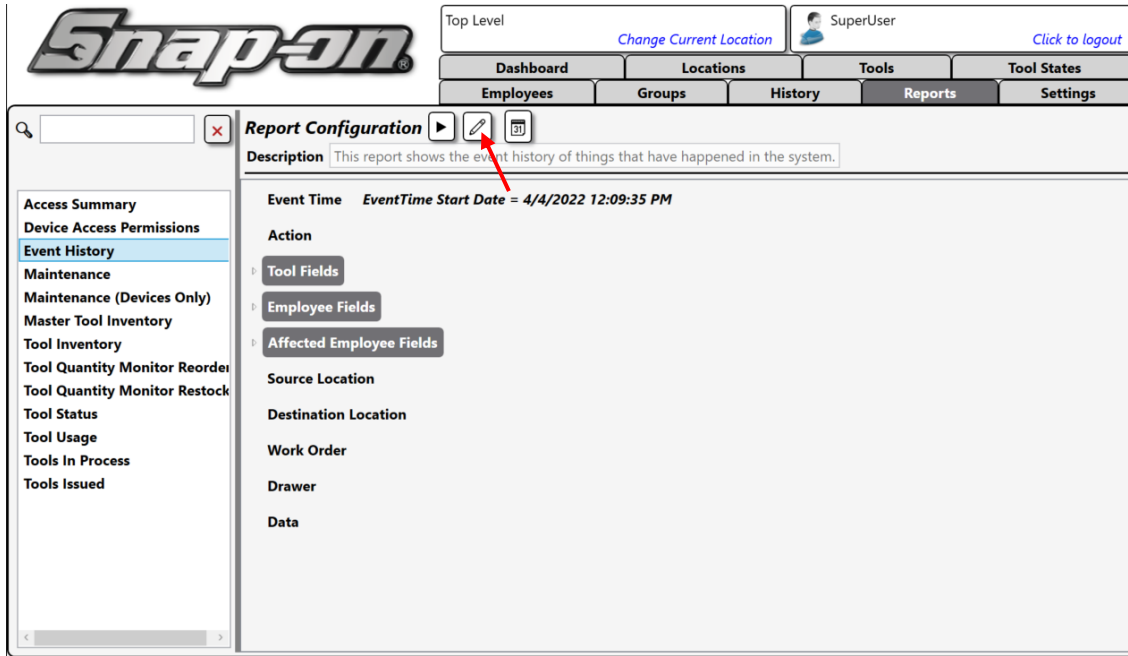 Snap-on®
Top Level
Change Current Location
SuperUser
Click to logout
Dashboard
Locations
Tools
Tool States
Employees
Groups
History
Reports
Settings
Report Configuration
31
Description This report shows the event history of things that have happened in the system.
Access Summary
Device Access Permissions
Event History
Maintenance
Maintenance (Devices Only)
Master Tool Inventory
Tool Inventory
Tool Quantity Monitor Reorder
Tool Quantity Monitor Restock
Tool Status
Tool Usage
Tools In Process
Tools Issued
Event Time EventTime Start Date = 4/4/2022 12:09:35 PM
Action
Tool Fields
Employee Fields
Affected Employee Fields
Source Location
Destination Location
Work Order
Drawer
Data